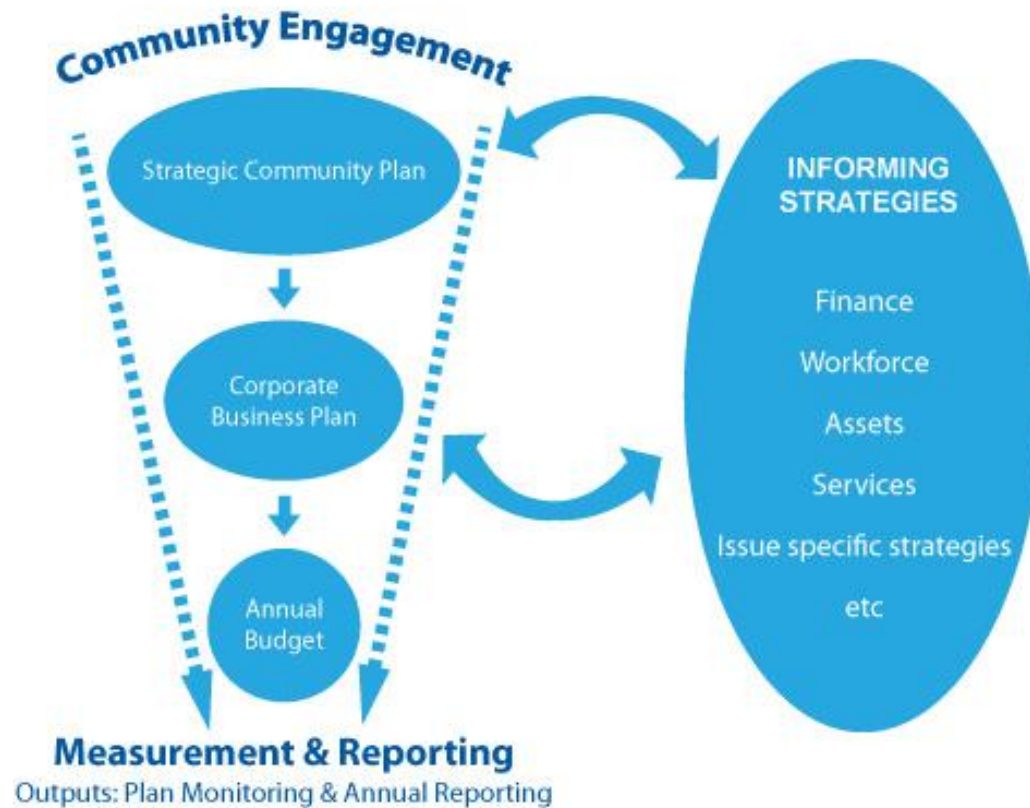 Community Engagement
Strategic Community Plan
Corporate
Business Plan
Annual
Budget
Measurement & Reporting
Outputs: Plan Monitoring & Annual Reporting
INFORMING
STRATEGIES
Finance
Workforce
Assets
Services
Issue specific strategies
etc